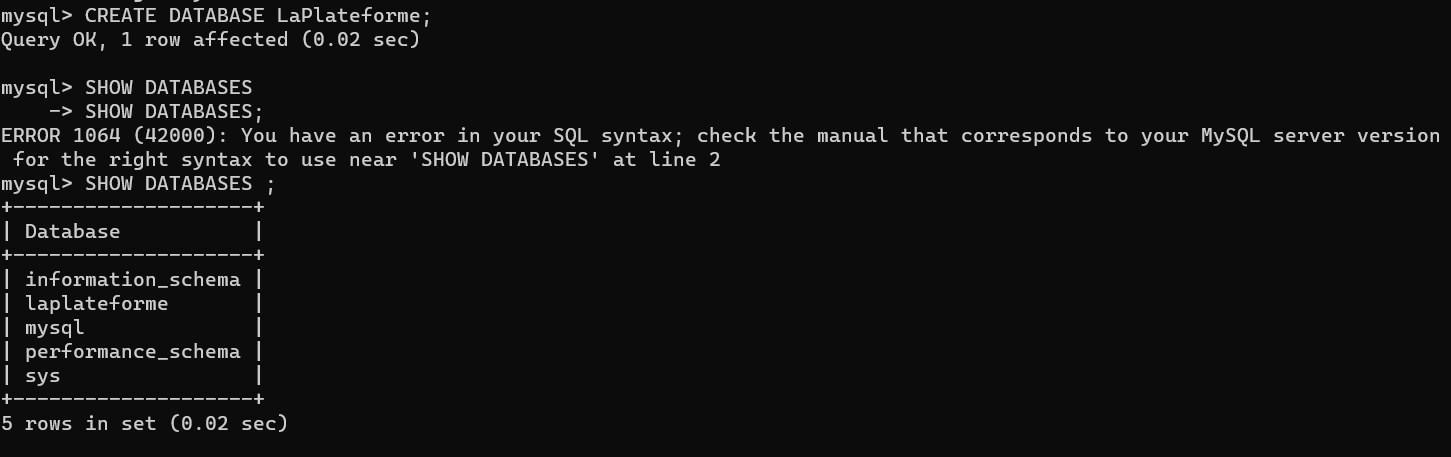 mysql> CREATE DATABASE LaPlateforme;
Query OK, 1 row affected (0.02 sec)

mysql> SHOW DATABASES
    -> SHOW DATABASES;
ERROR 1064 (42000): You have an error in your SQL syntax; check the manual that corresponds to your MySQL server version
 for the right syntax to use near 'SHOW DATABASES' at line 2
mysql> SHOW DATABASES ;
+--------------------+
| Database           |
+--------------------+
| information_schema |
| laplateforme       |
| mysql              |
| performance_schema |
| sys                |
+--------------------+
5 rows in set (0.02 sec)